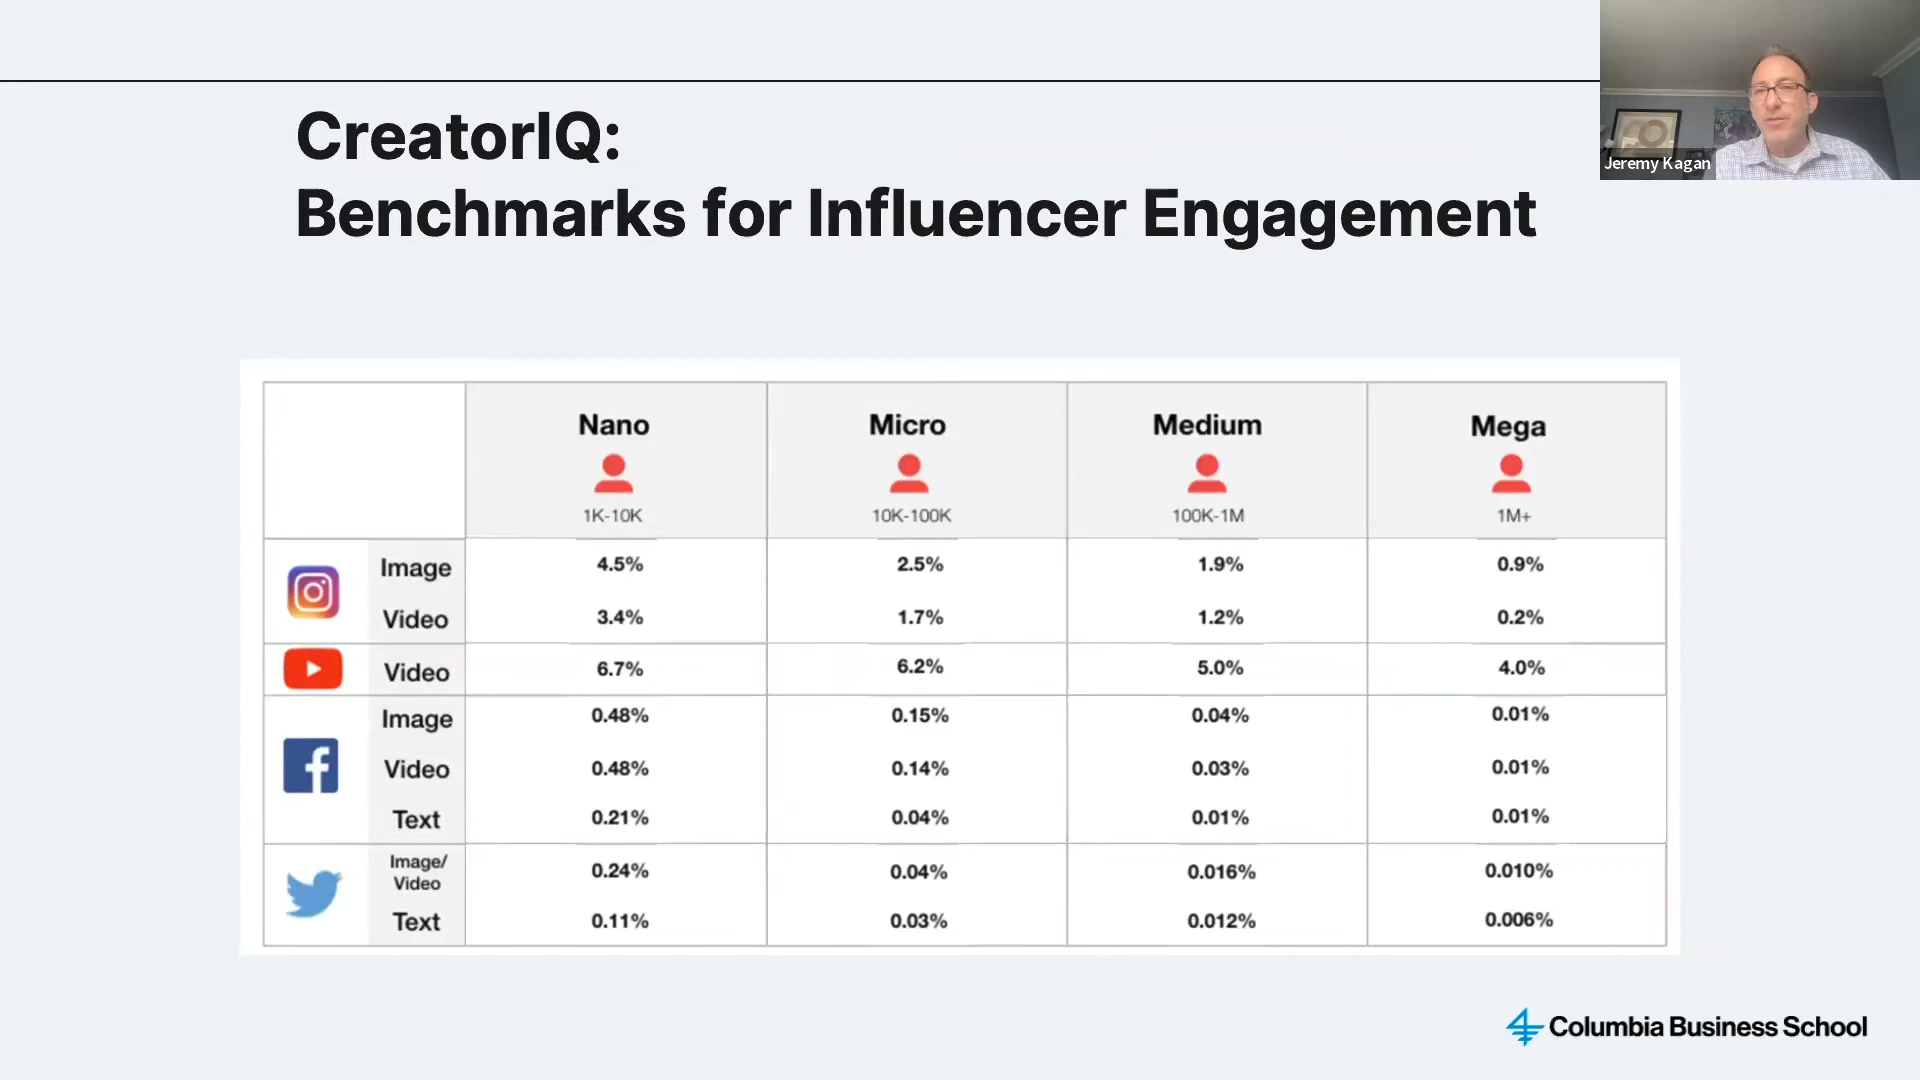 CreatorIQ:
Benchmarks for Influencer Engagement
Jeremy Kagan
Nano Micro Medium Mega
1K-10K 10K-100K 100K-1M 1M+
Image 4.5% 2.5% 1.9% 0.9%
Video 3.4% 1.7% 1.2% 0.2%
Video 6.7% 6.2% 5.0% 4.0%
Image 0.48% 0.15% 0.04% 0.01%
Video 0.48% 0.14% 0.03% 0.01%
Text 0.21% 0.04% 0.01% 0.01%
Image/
Video 0.24% 0.04% 0.016% 0.010%
Text 0.11% 0.03% 0.012% 0.006%
Columbia Business School